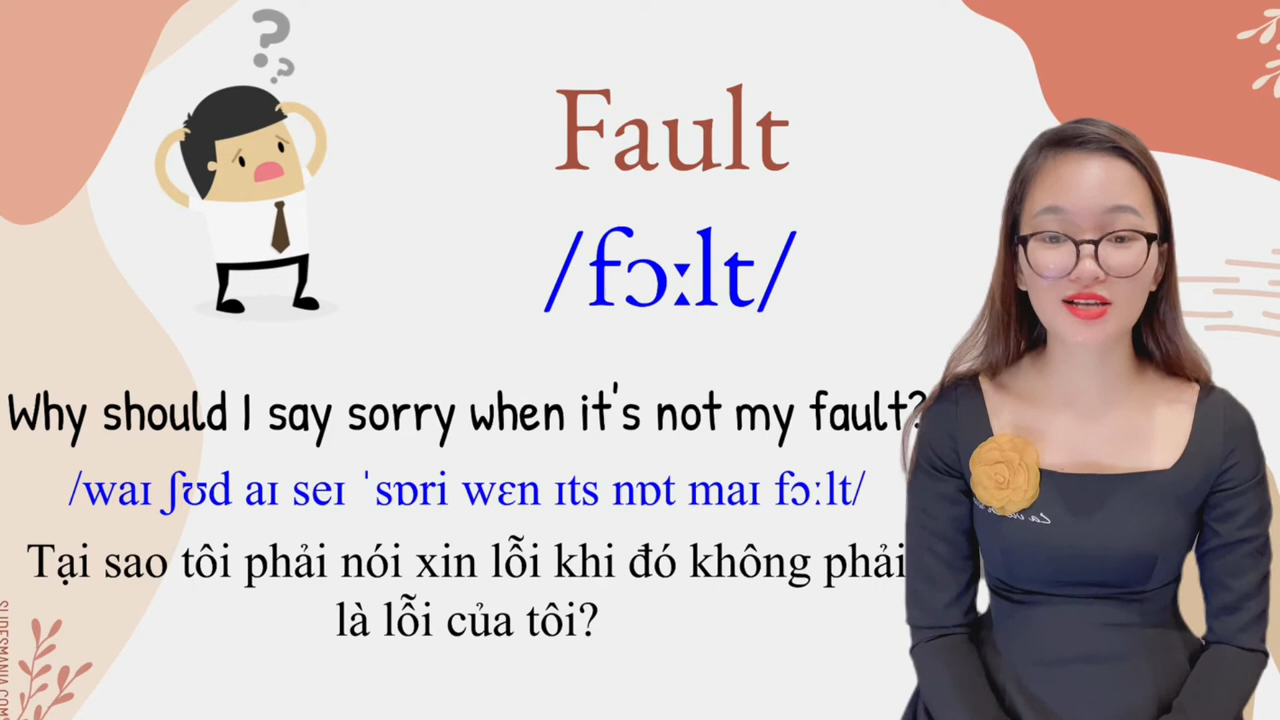 Fault
/fɔːlt/
Why should I say sorry when it's not my fault?
/waɪ ʃʊd aɪ seɪ ˈsɒri wɛn ɪts nɒt maɪ fɔːlt/
Tại sao tôi phải nói xin lỗi khi đó không phải
là lỗi của tôi?
SLIDESMANIA.COM